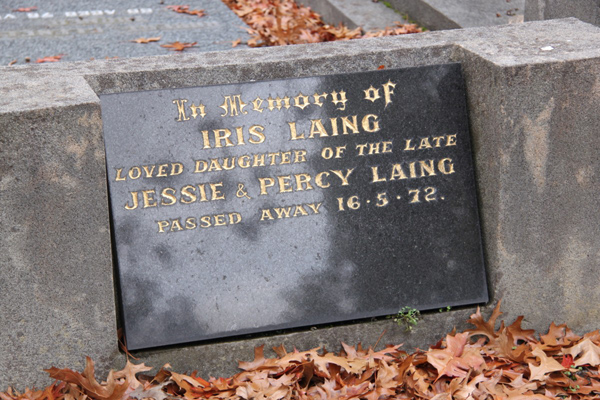 In Memory of
IRIS LAING
LOVED DAUGHTER OF THE LATE
JESSIE & PERCY LAING
PASSED AWAY 16·5·72.